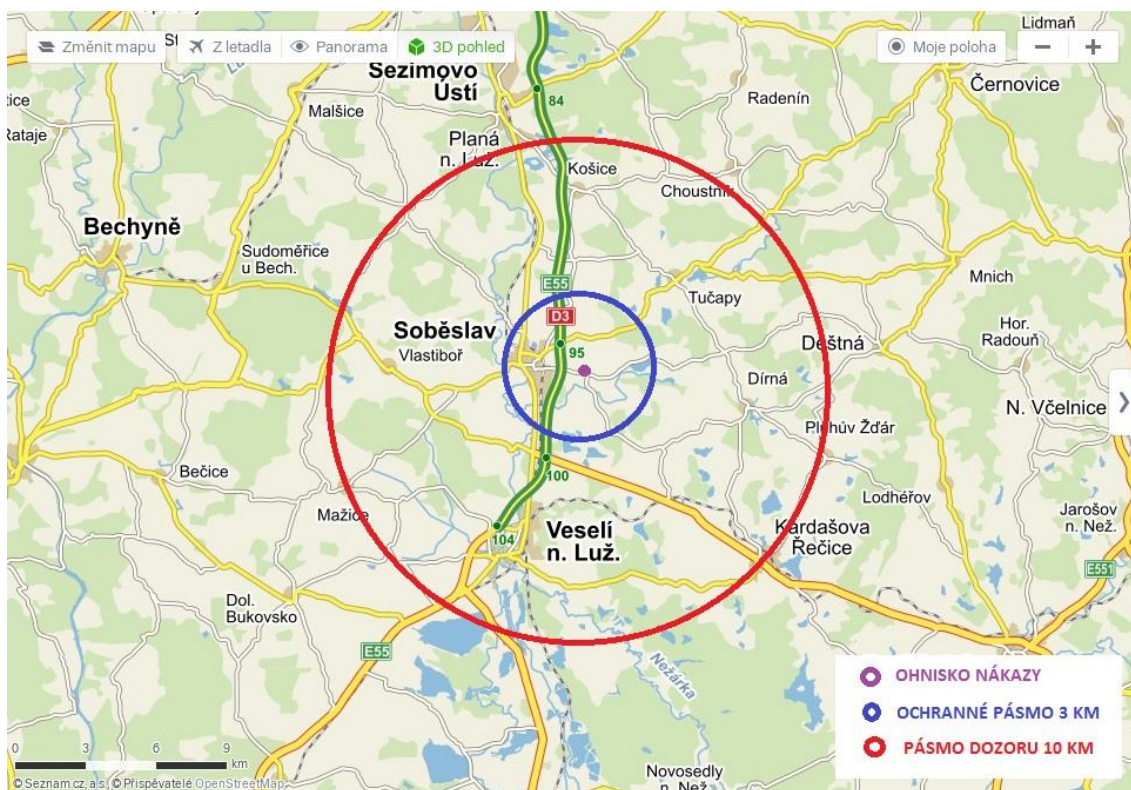 Změnit mapu
Z letadla
Panorama
3D pohled
Moje poloha
Lidmaň
Sezimovo
Ústí
84
Černovice
Radenín
Malšice
Rataje
Planá
n. Luž.
Košice
Choustník
Bechyně
Sudoměřice
u Bech.
Mnich
E55
Tučapy
D3
Soběslav
Vlastiboř
95
Deštná
Hor.
Radouň
Dírná
N. Včelnice
Pluhův Žďár
Bečice
100
Lodhéřov
Mažice
Jarošov
n. Než.
Veselí
n. Luž.
104
Kardašova
Řečice
E551
Dol.
Bukovsko
E55
Nežárka
OHNISKO NÁKAZY
OCHRANNÉ PÁSMO 3 KM
PÁSMO DOZORU 10 KM
0 3 6 9
km
Novosedly
n. Než.
© Seznam.cz, a.s., © Přispěvatelé OpenStreetMap